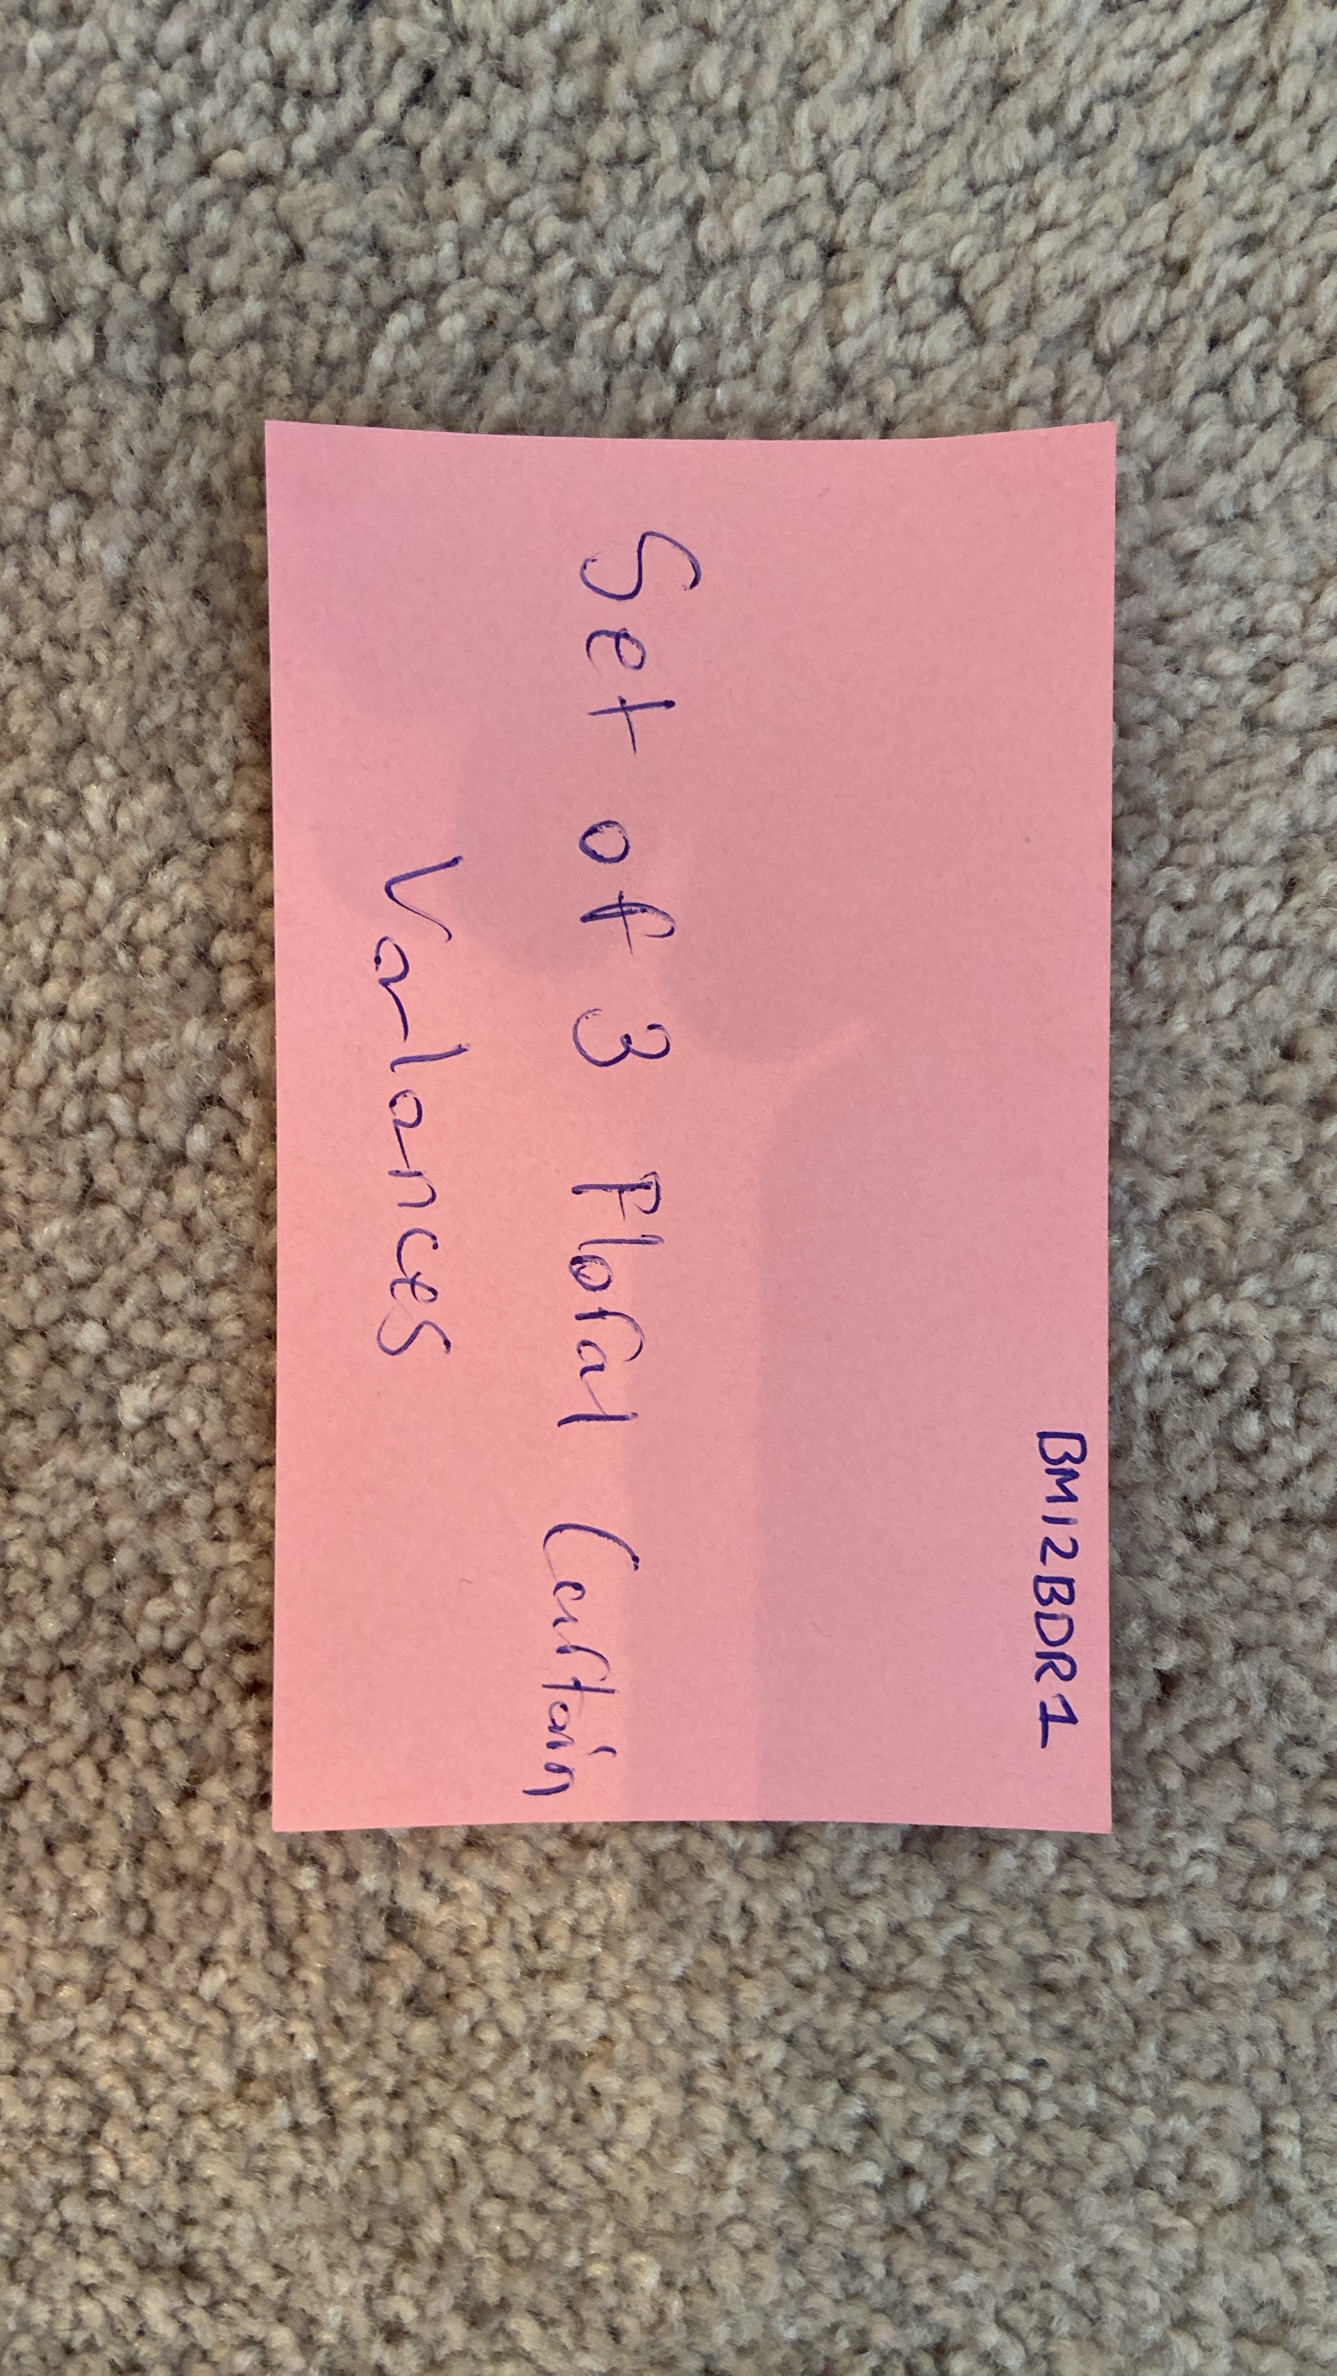 BM12BDR1
Set of 3 Floral Curtain
Valances